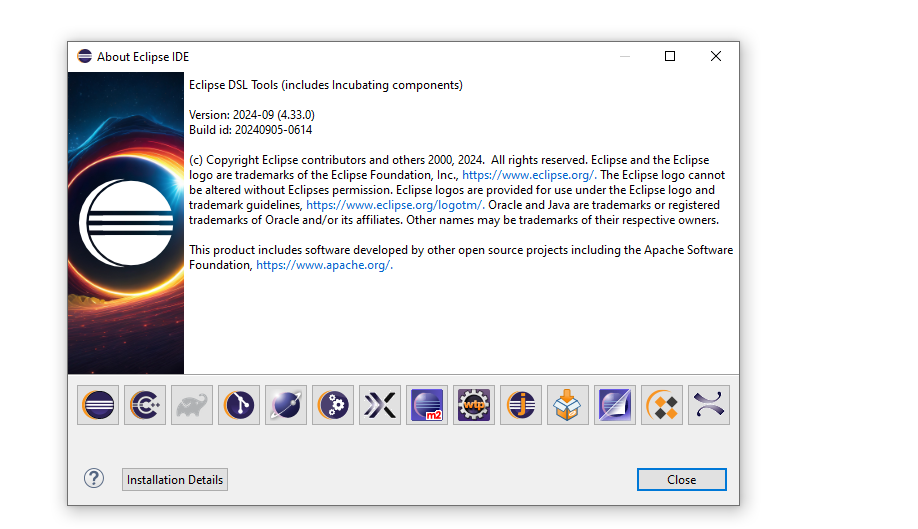 About Eclipse IDE
Eclipse DSL Tools (includes Incubating components)
Version: 2024-09 (4.33.0)
Build id: 20240905-0614
(c) Copyright Eclipse contributors and others 2000, 2024.  All rights reserved. Eclipse and the Eclipse
logo are trademarks of the Eclipse Foundation, Inc., https://www.eclipse.org/. The Eclipse logo cannot
be altered without Eclipses permission. Eclipse logos are provided for use under the Eclipse logo and
trademark guidelines, https://www.eclipse.org/logotm/. Oracle and Java are trademarks or registered
trademarks of Oracle and/or its affiliates. Other names may be trademarks of their respective owners.
This product includes software developed by other open source projects including the Apache Software
Foundation, https://www.apache.org/.
m2
wtp
j
?
Installation Details
Close